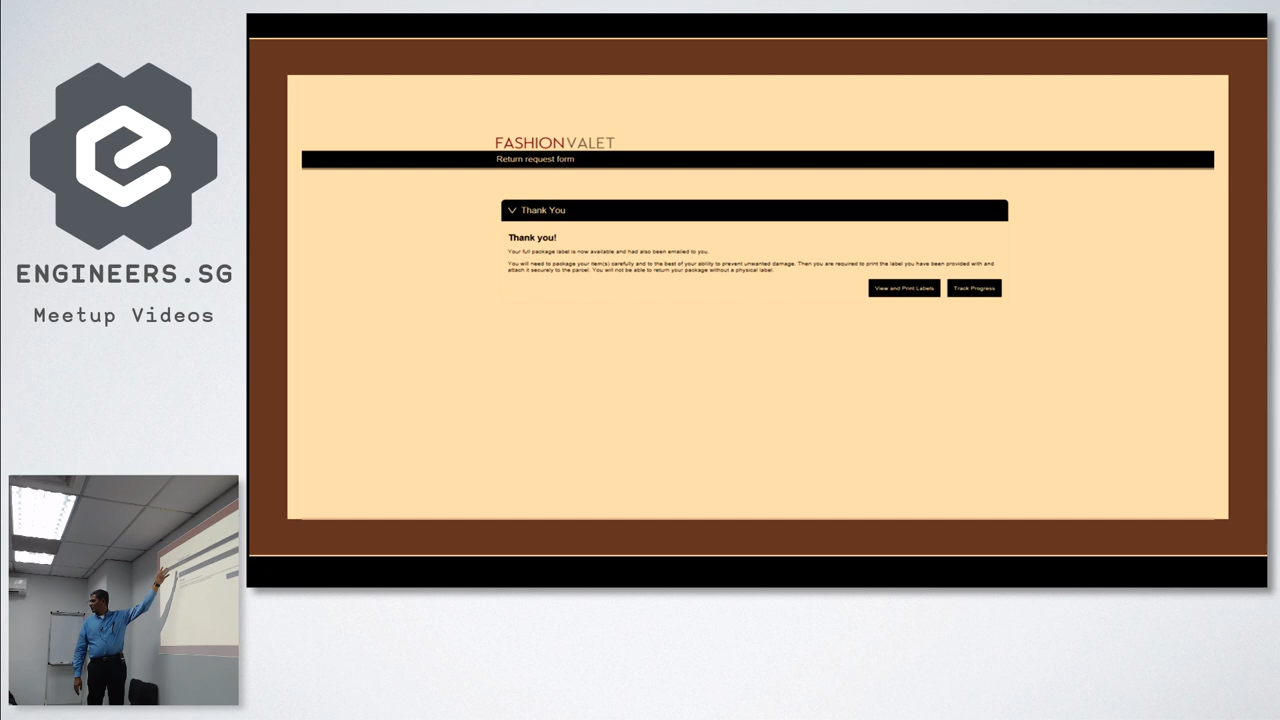 ENGINEERS.SG
Meetup Videos
FASHIONVALET
Return request form
Thank You
Thank you!
Your full package label is now available and had also been emailed to you.
You will need to package your item(s) carefully and to the best of your ability to prevent unwanted damage. Then you are required to print the label you have been provided with and
attach it securely to the parcel. You will not be able to return your package without a physical label.
View and Print Labels
Track Progress